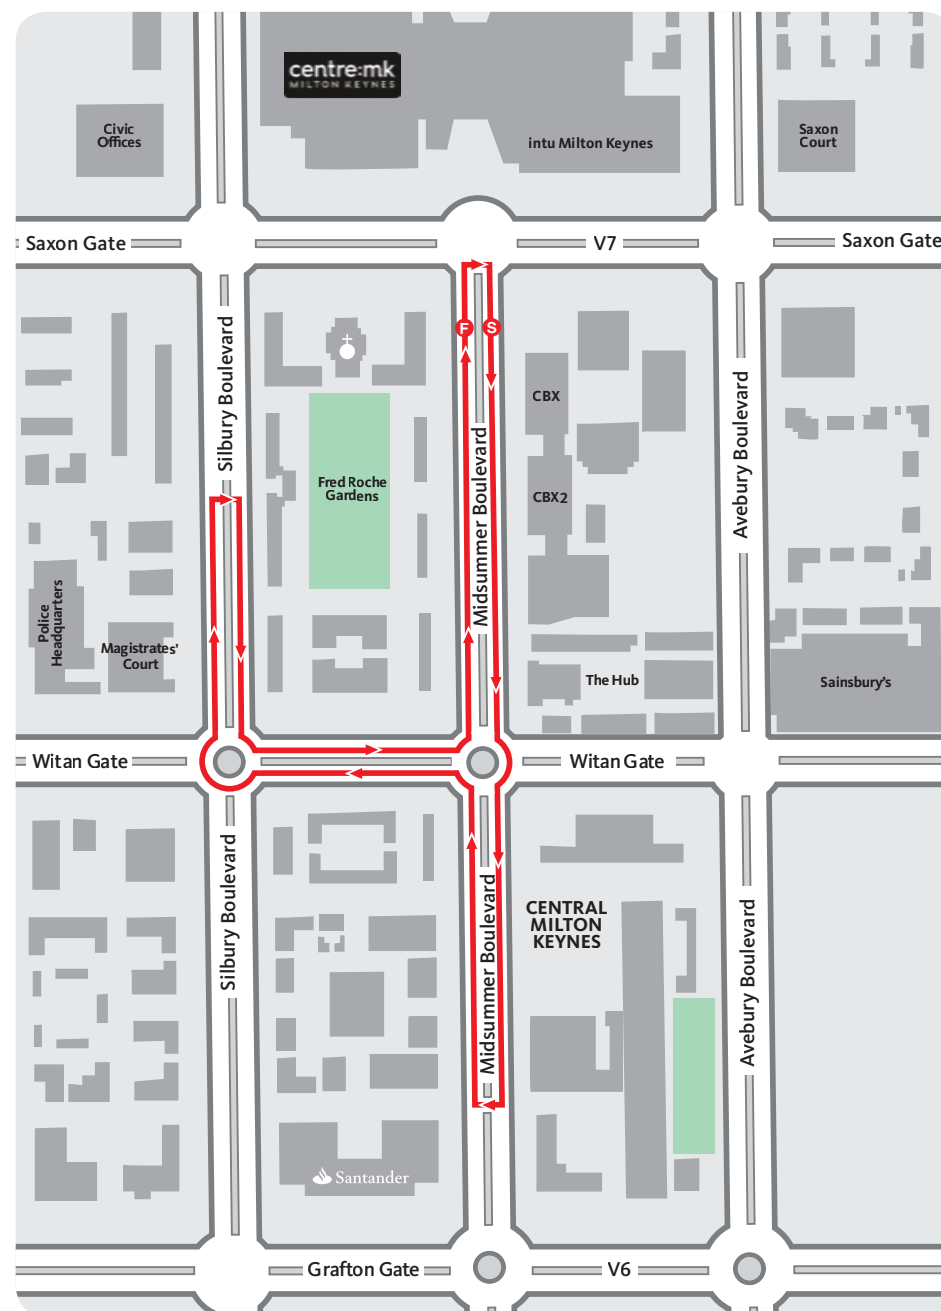 centre:mk
MILTON KEYNES
Civic
Offices
intu Milton Keynes
Saxon
Court
Saxon Gate
V7
Saxon Gate
Silbury Boulevard
F
S
Midsummer Boulevard
Avebury Boulevard
CBX
Fred Roche
Gardens
CBX2
Police
Headquarters
Magistrates'
Court
The Hub
Sainsbury's
Witan Gate
Witan Gate
Silbury Boulevard
Midsummer Boulevard
Avebury Boulevard
CENTRAL
MILTON
KEYNES
Santander
Grafton Gate
V6